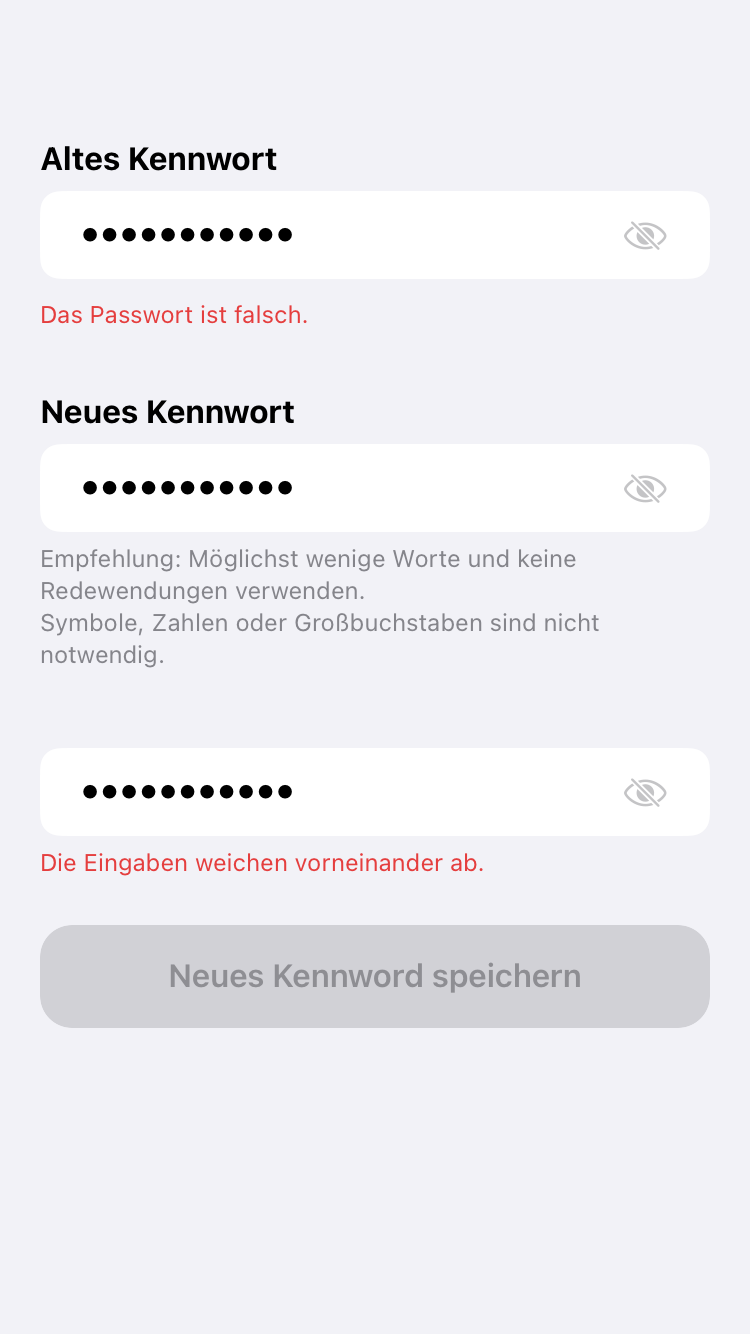 Altes Kennwort
•••••••••••
Das Passwort ist falsch.
Neues Kennwort
•••••••••••
Empfehlung: Möglichst wenige Worte und keine
Redewendungen verwenden.
Symbole, Zahlen oder Großbuchstaben sind nicht
notwendig.
•••••••••••
Die Eingaben weichen vorneinander ab.
Neues Kennword speichern